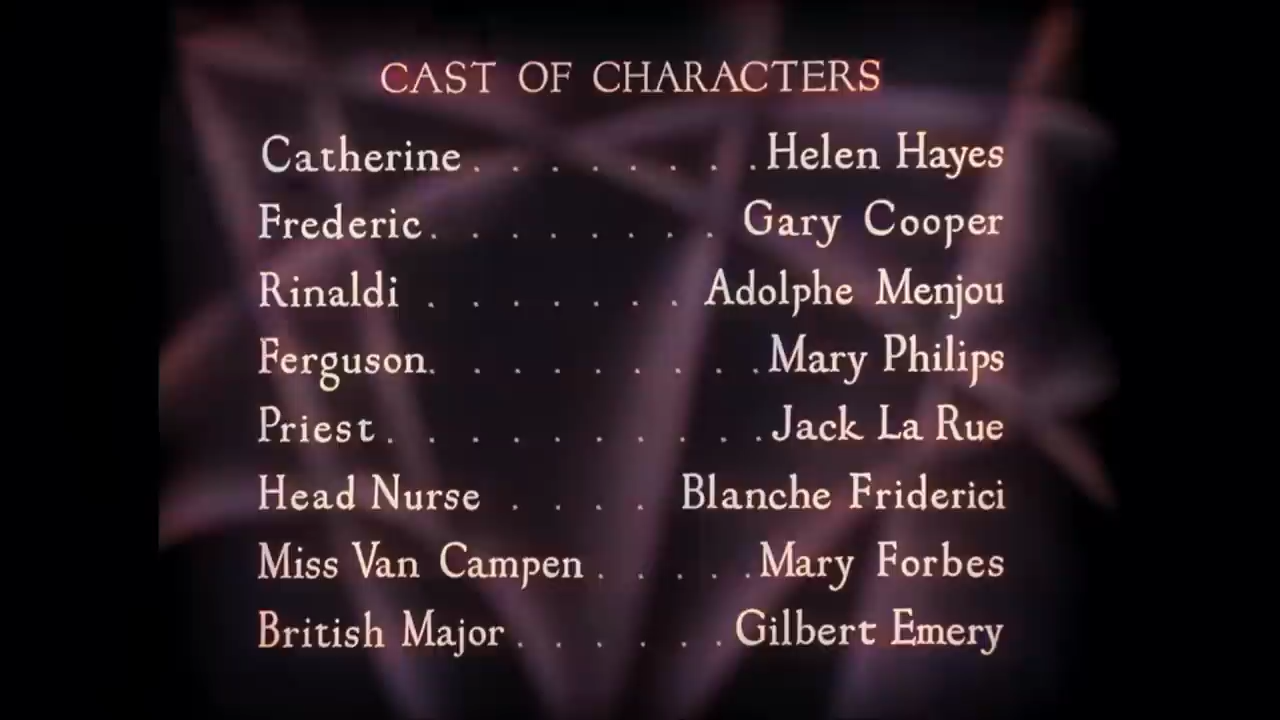 CAST OF CHARACTERS
Catherine . . . . . . . . Helen Hayes
Frederic . . . . . . . . Gary Cooper
Rinaldi . . . . . . . Adolphe Menjou
Ferguson. . . . . . . . . Mary Philips
Priest . . . . . . . . . . Jack La Rue
Head Nurse . . . . Blanche Friderici
Miss Van Campen . . . . . Mary Forbes
British Major . . . . . . Gilbert Emery